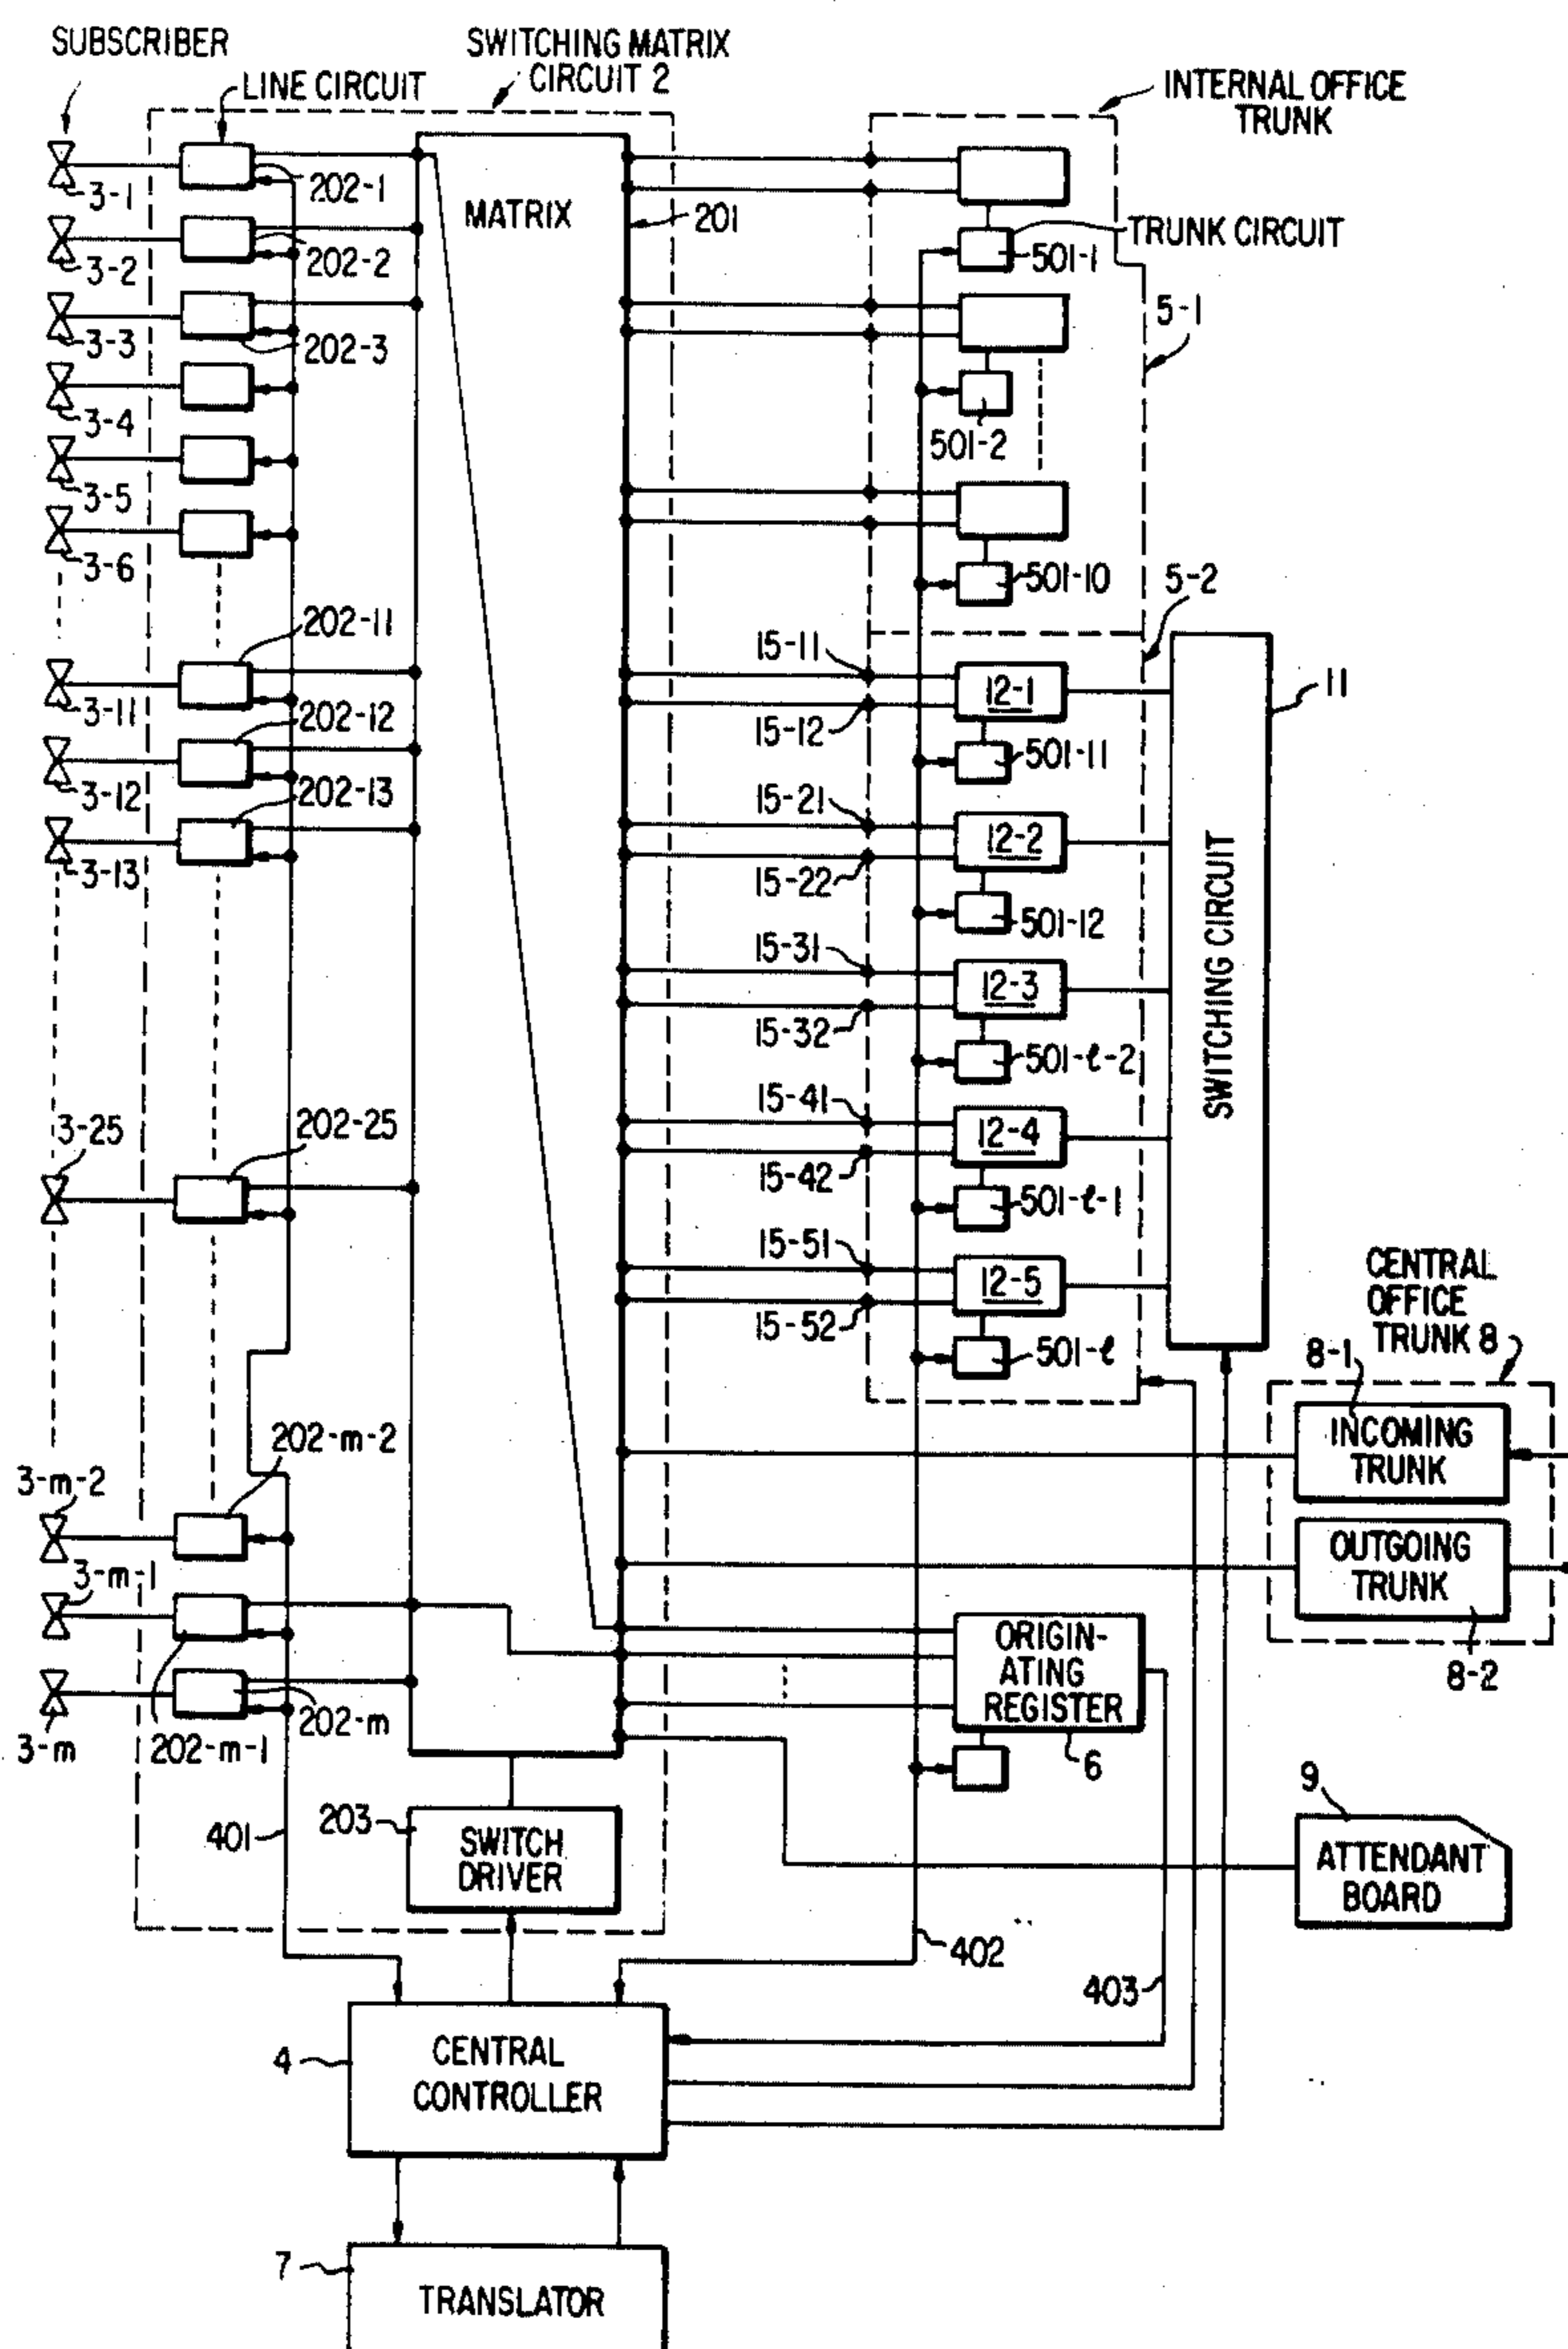 SUBSCRIBER
SWITCHING MATRIX
CIRCUIT 2
LINE CIRCUIT
INTERNAL OFFICE
TRUNK
3-1
202-1
MATRIX
201
TRUNK CIRCUIT
501-1
3-2
202-2
3-3
202-3
5-1
3-4
501-2
3-5
3-6
501-10
5-2
202-11
15-11
12-1
11
3-11
202-12
15-12
501-11
3-12
202-13
15-21
12-2
3-13
15-22
501-12
SWITCHING CIRCUIT
15-31
12-3
15-32
501-ℓ-2
15-41
12-4
3-25
202-25
15-42
501-ℓ-1
15-51
12-5
15-52
501-ℓ
CENTRAL
OFFICE
TRUNK 8
8-1
202-m-2
INCOMING
TRUNK
3-m-2
OUTGOING
TRUNK
3-m-1
8-2
ORIGIN-
ATING
REGISTER
6
3-m
202-m-1
202-m
9
ATTENDANT
BOARD
401
203
SWITCH
DRIVER
402
403
4
CENTRAL
CONTROLLER
7
TRANSLATOR